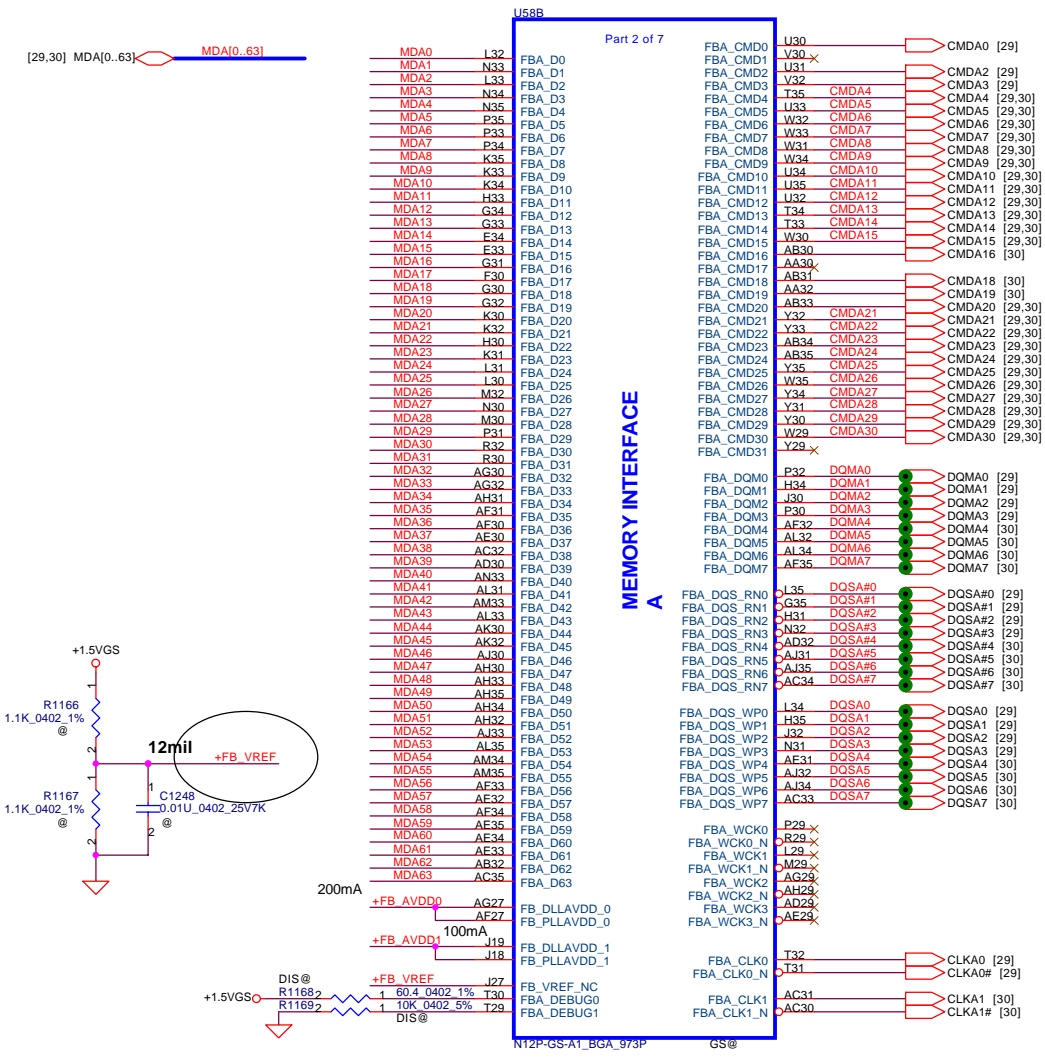 U58B
Part 2 of 7
[29,30] MDA[0..63] MDA[0..63]
MDA0 L32 FBA_D0
MDA1 N33 FBA_D1
MDA2 L33 FBA_D2
MDA3 N34 FBA_D3
MDA4 N35 FBA_D4
MDA5 P35 FBA_D5
MDA6 P33 FBA_D6
MDA7 P34 FBA_D7
MDA8 K35 FBA_D8
MDA9 K33 FBA_D9
MDA10 K34 FBA_D10
MDA11 H33 FBA_D11
MDA12 G34 FBA_D12
MDA13 G33 FBA_D13
MDA14 E34 FBA_D14
MDA15 E33 FBA_D15
MDA16 G31 FBA_D16
MDA17 F30 FBA_D17
MDA18 G30 FBA_D18
MDA19 G32 FBA_D19
MDA20 K30 FBA_D20
MDA21 K32 FBA_D21
MDA22 H30 FBA_D22
MDA23 K31 FBA_D23
MDA24 L31 FBA_D24
MDA25 L30 FBA_D25
MDA26 M32 FBA_D26
MDA27 N30 FBA_D27
MDA28 M30 FBA_D28
MDA29 P31 FBA_D29
MDA30 R32 FBA_D30
MDA31 R30 FBA_D31
MDA32 AG30 FBA_D32
MDA33 AG32 FBA_D33
MDA34 AH31 FBA_D34
MDA35 AF31 FBA_D35
MDA36 AF30 FBA_D36
MDA37 AE30 FBA_D37
MDA38 AC32 FBA_D38
MDA39 AD30 FBA_D39
MDA40 AN33 FBA_D40
MDA41 AL31 FBA_D41
MDA42 AM33 FBA_D42
MDA43 AL33 FBA_D43
MDA44 AK30 FBA_D44
MDA45 AK32 FBA_D45
MDA46 AJ30 FBA_D46
MDA47 AH30 FBA_D47
MDA48 AH33 FBA_D48
MDA49 AH35 FBA_D49
MDA50 AH34 FBA_D50
MDA51 AH32 FBA_D51
MDA52 AJ33 FBA_D52
MDA53 AL35 FBA_D53
MDA54 AM34 FBA_D54
MDA55 AM35 FBA_D55
MDA56 AF33 FBA_D56
MDA57 AE32 FBA_D57
MDA58 AF34 FBA_D58
MDA59 AE35 FBA_D59
MDA60 AE34 FBA_D60
MDA61 AE33 FBA_D61
MDA62 AB32 FBA_D62
MDA63 AC35 FBA_D63
200mA
+FB_AVDD0 AG27 FB_DLLAVDD_0
AF27 FB_PLLAVDD_0
100mA
+FB_AVDD1 J19 FB_DLLAVDD_1
J18 FB_PLLAVDD_1
+FB_VREF J27 FB_VREF_NC
DIS@
+1.5VGS R1168 2 1 60.4_0402_1% T30 FBA_DEBUG0
R1169 2 1 10K_0402_5% T29 FBA_DEBUG1
DIS@
+1.5VGS
1
R1166
1.1K_0402_1%
@
2
12mil
+FB_VREF
1
R1167
1.1K_0402_1%
@
2
1
C1248
0.01U_0402_25V7K
@
2
MEMORY INTERFACE
A
FBA_CMD0 U30 CMDA0 [29]
FBA_CMD1 V30
FBA_CMD2 U31 CMDA2 [29]
FBA_CMD3 V32 CMDA3 [29]
FBA_CMD4 T35 CMDA4 CMDA4 [29,30]
FBA_CMD5 U33 CMDA5 CMDA5 [29,30]
FBA_CMD6 W32 CMDA6 CMDA6 [29,30]
FBA_CMD7 W33 CMDA7 CMDA7 [29,30]
FBA_CMD8 W31 CMDA8 CMDA8 [29,30]
FBA_CMD9 W34 CMDA9 CMDA9 [29,30]
FBA_CMD10 U34 CMDA10 CMDA10 [29,30]
FBA_CMD11 U35 CMDA11 CMDA11 [29,30]
FBA_CMD12 U32 CMDA12 CMDA12 [29,30]
FBA_CMD13 T34 CMDA13 CMDA13 [29,30]
FBA_CMD14 T33 CMDA14 CMDA14 [29,30]
FBA_CMD15 W30 CMDA15 CMDA15 [29,30]
FBA_CMD16 AB30 CMDA16 [30]
FBA_CMD17 AA30
FBA_CMD18 AB31 CMDA18 [30]
FBA_CMD19 AA32 CMDA19 [30]
FBA_CMD20 AB33 CMDA20 [29,30]
FBA_CMD21 Y32 CMDA21 CMDA21 [29,30]
FBA_CMD22 Y33 CMDA22 CMDA22 [29,30]
FBA_CMD23 AB34 CMDA23 CMDA23 [29,30]
FBA_CMD24 AB35 CMDA24 CMDA24 [29,30]
FBA_CMD25 Y35 CMDA25 CMDA25 [29,30]
FBA_CMD26 W35 CMDA26 CMDA26 [29,30]
FBA_CMD27 Y34 CMDA27 CMDA27 [29,30]
FBA_CMD28 Y31 CMDA28 CMDA28 [29,30]
FBA_CMD29 Y30 CMDA29 CMDA29 [29,30]
FBA_CMD30 W29 CMDA30 CMDA30 [29,30]
FBA_CMD31 Y29
FBA_DQM0 P32 DQMA0 DQMA0 [29]
FBA_DQM1 H34 DQMA1 DQMA1 [29]
FBA_DQM2 J30 DQMA2 DQMA2 [29]
FBA_DQM3 P30 DQMA3 DQMA3 [29]
FBA_DQM4 AF32 DQMA4 DQMA4 [30]
FBA_DQM5 AL32 DQMA5 DQMA5 [30]
FBA_DQM6 AL34 DQMA6 DQMA6 [30]
FBA_DQM7 AF35 DQMA7 DQMA7 [30]
FBA_DQS_RN0 L35 DQSA#0 DQSA#0 [29]
FBA_DQS_RN1 G35 DQSA#1 DQSA#1 [29]
FBA_DQS_RN2 H31 DQSA#2 DQSA#2 [29]
FBA_DQS_RN3 N32 DQSA#3 DQSA#3 [29]
FBA_DQS_RN4 AD32 DQSA#4 DQSA#4 [30]
FBA_DQS_RN5 AJ31 DQSA#5 DQSA#5 [30]
FBA_DQS_RN6 AJ35 DQSA#6 DQSA#6 [30]
FBA_DQS_RN7 AC34 DQSA#7 DQSA#7 [30]
FBA_DQS_WP0 L34 DQSA0 DQSA0 [29]
FBA_DQS_WP1 H35 DQSA1 DQSA1 [29]
FBA_DQS_WP2 J32 DQSA2 DQSA2 [29]
FBA_DQS_WP3 N31 DQSA3 DQSA3 [29]
FBA_DQS_WP4 AE31 DQSA4 DQSA4 [30]
FBA_DQS_WP5 AJ32 DQSA5 DQSA5 [30]
FBA_DQS_WP6 AJ34 DQSA6 DQSA6 [30]
FBA_DQS_WP7 AC33 DQSA7 DQSA7 [30]
FBA_WCK0 P29
FBA_WCK0_N R29
FBA_WCK1 L29
FBA_WCK1_N M29
FBA_WCK2 AG29
FBA_WCK2_N AH29
FBA_WCK3 AD29
FBA_WCK3_N AE29
FBA_CLK0 T32 CLKA0 [29]
FBA_CLK0_N T31 CLKA0# [29]
FBA_CLK1 AC31 CLKA1 [30]
FBA_CLK1_N AC30 CLKA1# [30]
N12P-GS-A1_BGA_973P GS@